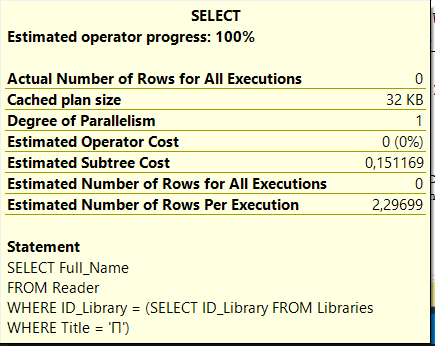 SELECT
Estimated operator progress: 100%
Actual Number of Rows for All Executions 0
Cached plan size 32 KB
Degree of Parallelism 1
Estimated Operator Cost 0 (0%)
Estimated Subtree Cost 0,151169
Estimated Number of Rows for All Executions 0
Estimated Number of Rows Per Execution 2,29699
Statement
SELECT Full_Name
FROM Reader
WHERE ID_Library = (SELECT ID_Library FROM Libraries
WHERE Title = 'П')